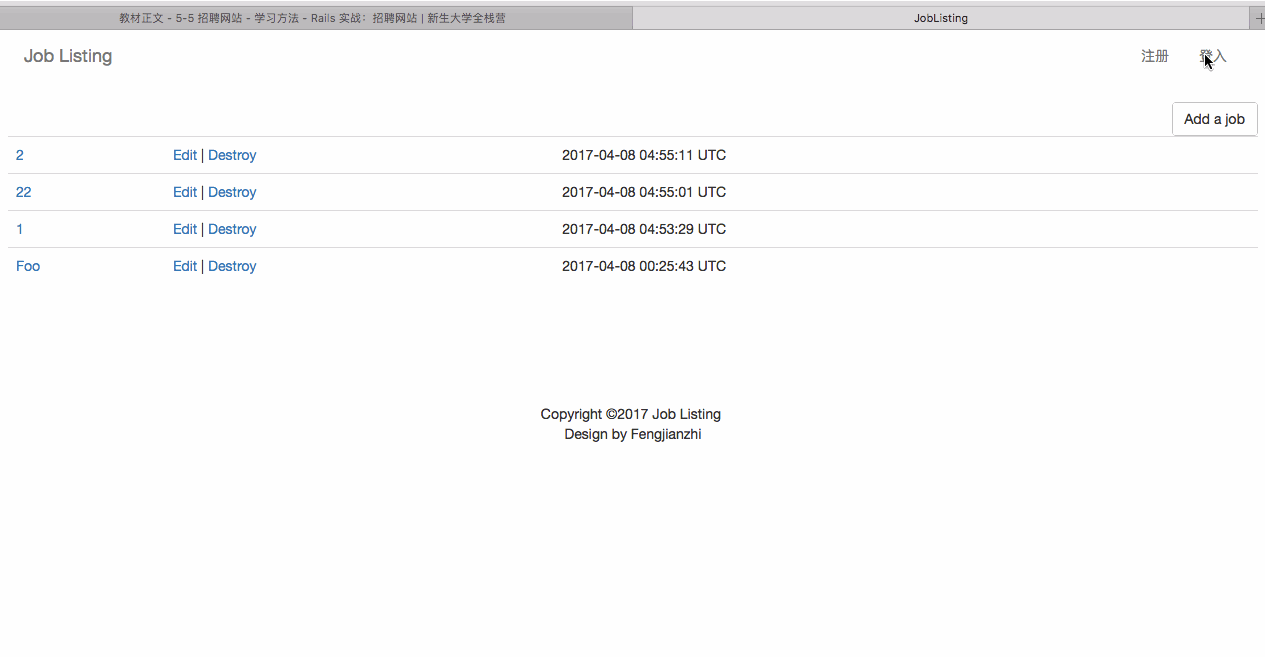 教材正文 - 5-5 招聘网站 - 学习方法 - Rails 实战：招聘网站 | 新生大学全栈营
JobListing
Job Listing
注册
登入
Add a job
2 Edit | Destroy 2017-04-08 04:55:11 UTC
22 Edit | Destroy 2017-04-08 04:55:01 UTC
1 Edit | Destroy 2017-04-08 04:53:29 UTC
Foo Edit | Destroy 2017-04-08 00:25:43 UTC
Copyright ©2017 Job Listing
Design by Fengjianzhi